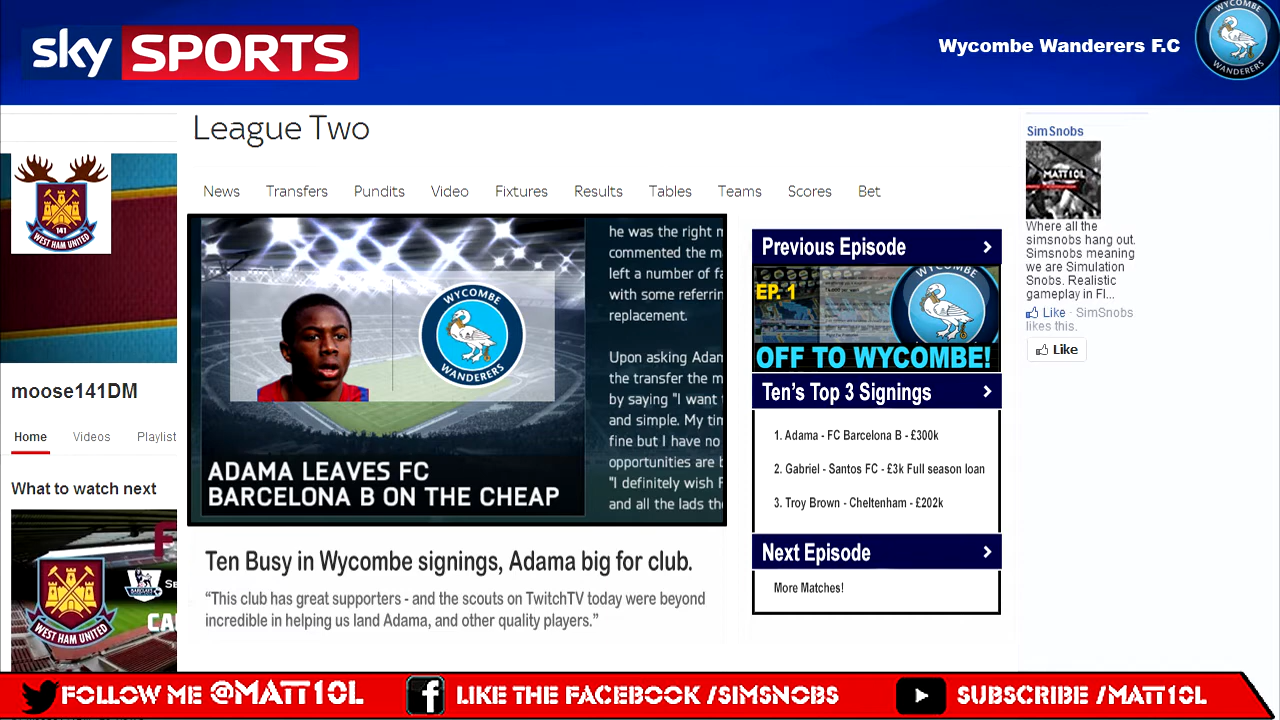 sky SPORTS
Wycombe Wanderers F.C
WYCOMBE
WANDERERS
League Two
News Transfers Pundits Video Fixtures Results Tables Teams Scores Bet
141
WEST HAM UNITED
moose141DM
Home Videos Playlist
What to watch next
WEST HAM UNITED
WYCOMBE
WANDERERS
ADAMA LEAVES FC
BARCELONA B ON THE CHEAP
he was the right
commented the
left a number of
with some referrin
replacement.
Upon asking Adam
the transfer the
by saying "I want
and simple. My
fine but I have no
opportunities are
"I definitely wish
and all the lads
Ten Busy in Wycombe signings, Adama big for club.
“This club has great supporters - and the scouts on TwitchTV today were beyond
incredible in helping us land Adama, and other quality players.”
Previous Episode
EP. 1
WYCOMBE
OFF TO WYCOMBE!
Ten's Top 3 Signings
1. Adama - FC Barcelona B - £300k
2. Gabriel - Santos FC - £3k Full season loan
3. Troy Brown - Cheltenham - £202k
Next Episode
More Matches!
SimSnobs
MATT10L
Where all the
simsnobs hang out.
Simsnobs meaning
we are Simulation
Snobs. Realistic
gameplay in FI...
Like · SimSnobs
likes this.
Like
FOLLOW ME @MATT10L
LIKE THE FACEBOOK /SIMSNOBS
SUBSCRIBE /MATT10L